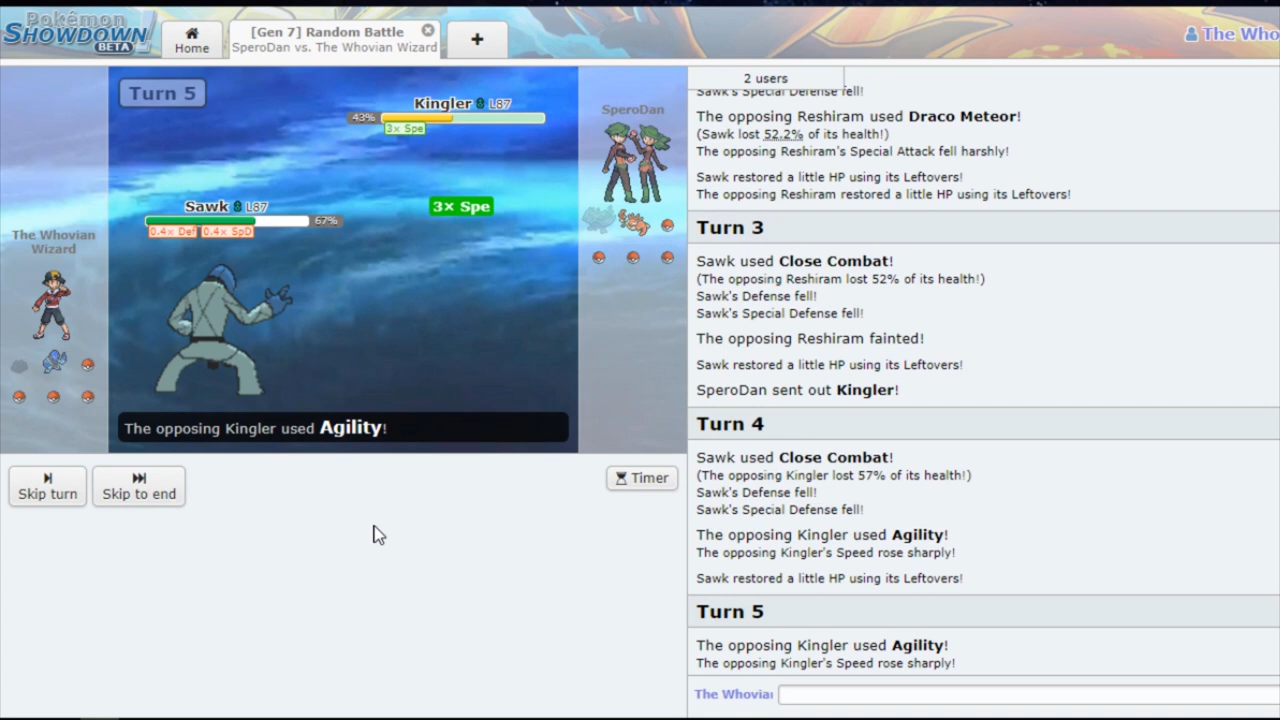 Pokémon
SHOWDOWN
BETA
Home
[Gen 7] Random Battle
SperoDan vs. The Whovian Wizard
+
The Who
Turn 5
Kingler L87
43%
3× Spe
3× Spe
Sawk L87
67%
0.4× Def 0.4× SpD
The Whovian
Wizard
SperoDan
The opposing Kingler used Agility!
Skip turn
Skip to end
Timer
2 users
Sawk's Special Defense fell!
The opposing Reshiram used Draco Meteor!
(Sawk lost 52.2% of its health!)
The opposing Reshiram's Special Attack fell harshly!
Sawk restored a little HP using its Leftovers!
The opposing Reshiram restored a little HP using its Leftovers!
Turn 3
Sawk used Close Combat!
(The opposing Reshiram lost 52% of its health!)
Sawk's Defense fell!
Sawk's Special Defense fell!
The opposing Reshiram fainted!
Sawk restored a little HP using its Leftovers!
SperoDan sent out Kingler!
Turn 4
Sawk used Close Combat!
(The opposing Kingler lost 57% of its health!)
Sawk's Defense fell!
Sawk's Special Defense fell!
The opposing Kingler used Agility!
The opposing Kingler's Speed rose sharply!
Sawk restored a little HP using its Leftovers!
Turn 5
The opposing Kingler used Agility!
The opposing Kingler's Speed rose sharply!
The Whovia